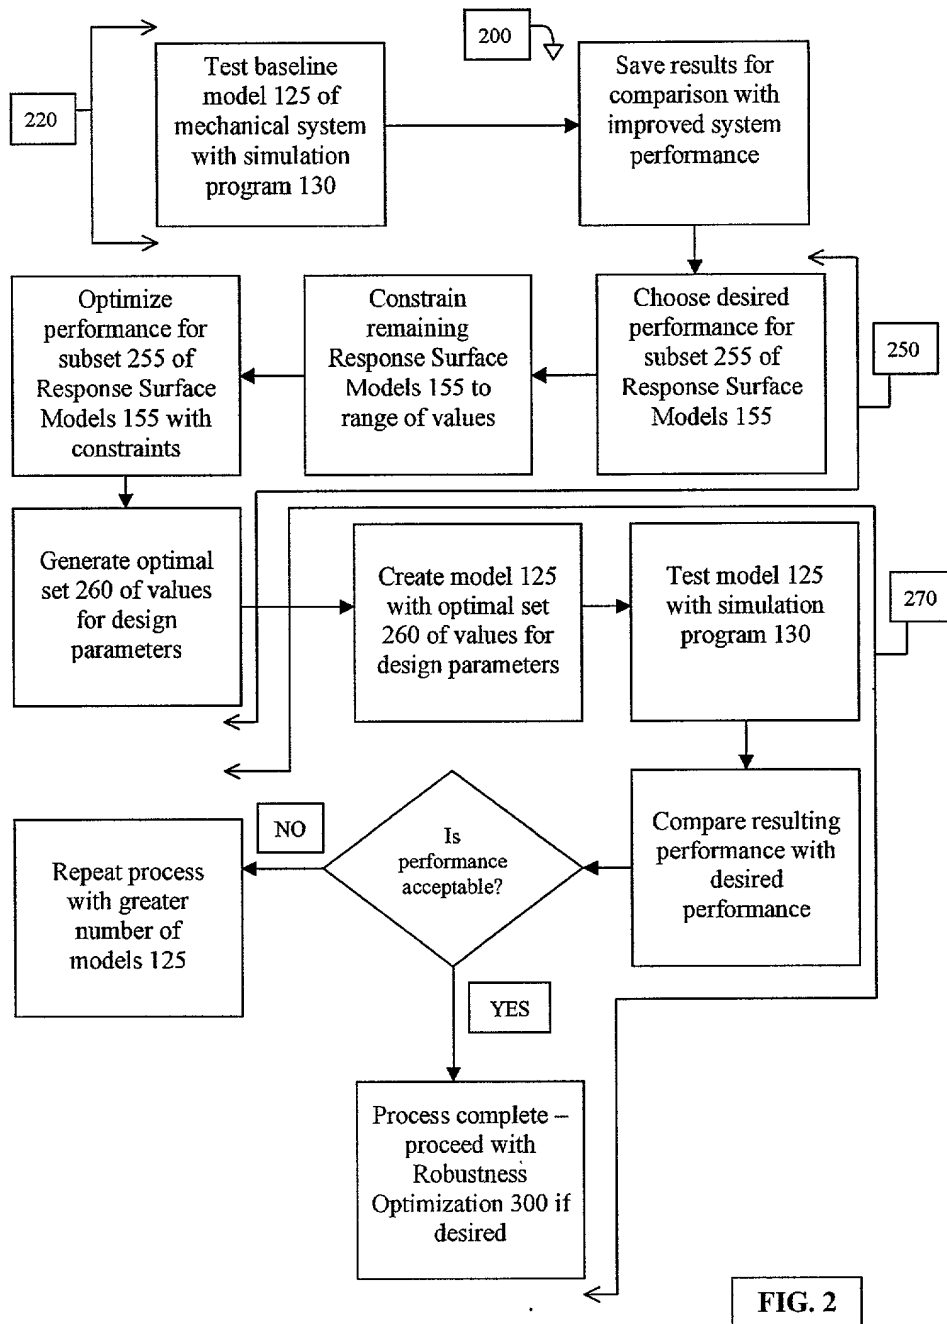 220
Test baseline
model 125 of
mechanical system
with simulation
program 130
200
Save results for
comparison with
improved system
performance
Optimize
performance for
subset 255 of
Response Surface
Models 155 with
constraints
Constrain
remaining
Response Surface
Models 155 to
range of values
Choose desired
performance for
subset 255 of
Response Surface
Models 155
250
Generate optimal
set 260 of values
for design
parameters
Create model 125
with optimal set
260 of values for
design parameters
Test model 125
with simulation
program 130
270
Repeat process
with greater
number of
models 125
NO
Is
performance
acceptable?
Compare resulting
performance with
desired
performance
YES
Process complete –
proceed with
Robustness
Optimization 300 if
desired
FIG. 2